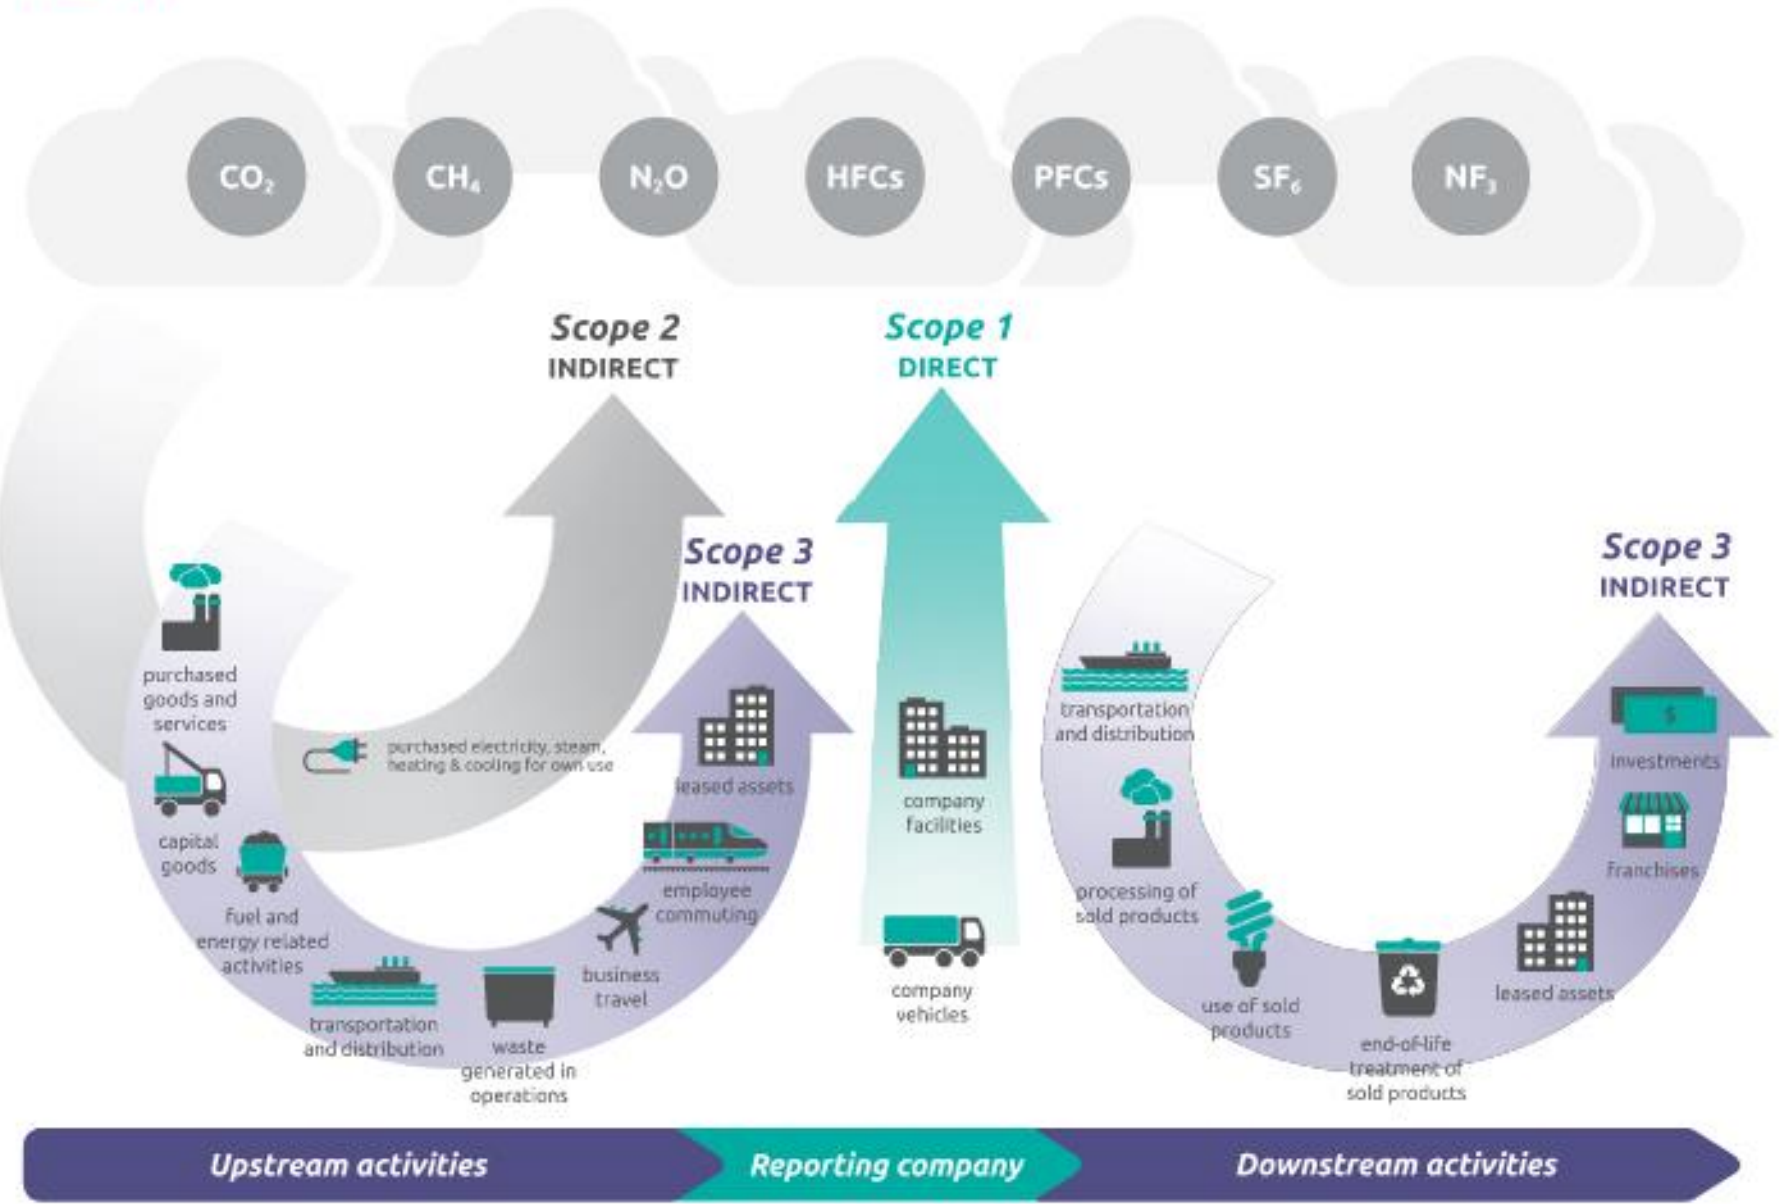 CO₂
CH₄
N₂O
HFCs
PFCs
SF₆
NF₃
Scope 2
INDIRECT
Scope 1
DIRECT
Scope 3
INDIRECT
Scope 3
INDIRECT
purchased
goods and
services
capital
goods
fuel and
energy related
activities
transportation
and distribution
waste
generated in
operations
business
travel
employee
commuting
leased assets
purchased electricity, steam,
heating & cooling for own use
company
facilities
company
vehicles
transportation
and distribution
processing of
sold products
use of sold
products
end-of-life
treatment of
sold products
leased assets
franchises
$
investments
Upstream activities
Reporting company
Downstream activities